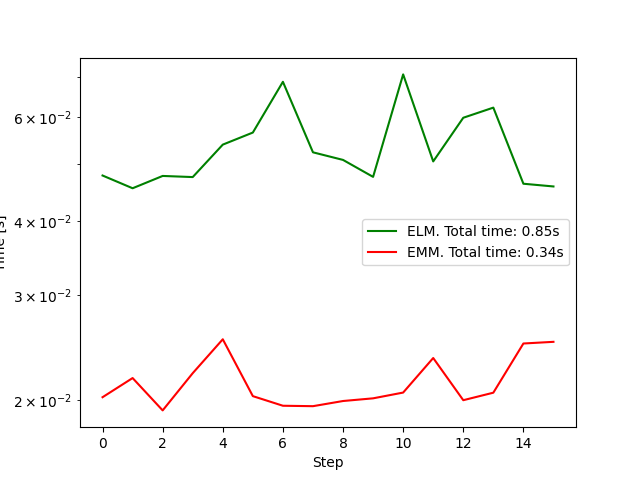 6 × 10⁻²
4 × 10⁻²
3 × 10⁻²
2 × 10⁻²
Time [s]
ELM. Total time: 0.85s
EMM. Total time: 0.34s
0 2 4 6 8 10 12 14
Step